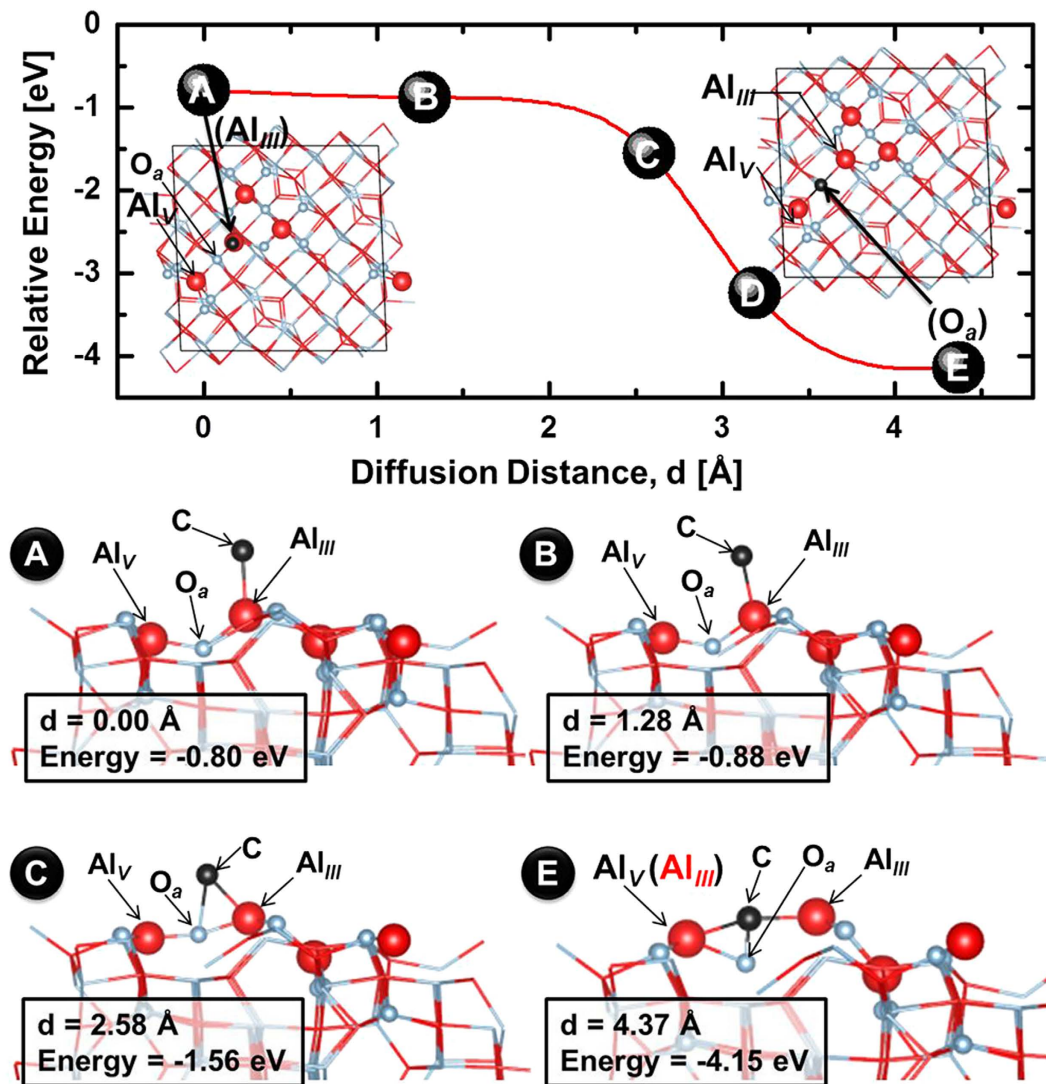 0
-1
-2
-3
-4
Relative Energy [eV]
A
B
C
D
E
(Al_III)
O_a
Al_V
Al_III
Al_V
(O_a)
0
1
2
3
4
Diffusion Distance, d [Å]
A
C
Al_V
O_a
Al_III
d = 0.00 Å
Energy = -0.80 eV
B
C
Al_III
Al_V
O_a
d = 1.28 Å
Energy = -0.88 eV
C
C
Al_V
O_a
Al_III
d = 2.58 Å
Energy = -1.56 eV
E
Al_V (Al_III)
C
O_a
Al_III
d = 4.37 Å
Energy = -4.15 eV